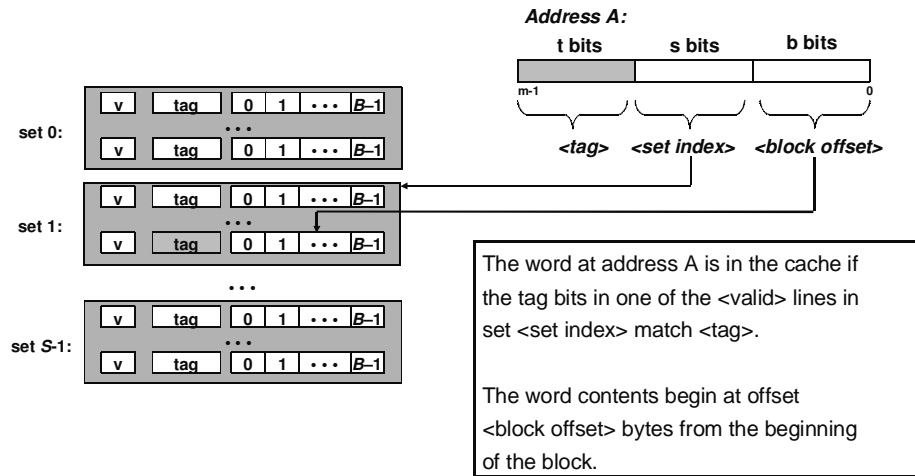 Address A:
t bits s bits b bits
m-1 0
<tag> <set index> <block offset>
v tag 0 1 • • • B–1
set 0: • • •
v tag 0 1 • • • B–1
v tag 0 1 • • • B–1
set 1: • • •
v tag 0 1 • • • B–1
• • •
v tag 0 1 • • • B–1
set S-1: • • •
v tag 0 1 • • • B–1
The word at address A is in the cache if
the tag bits in one of the <valid> lines in
set <set index> match <tag>.
The word contents begin at offset
<block offset> bytes from the beginning
of the block.